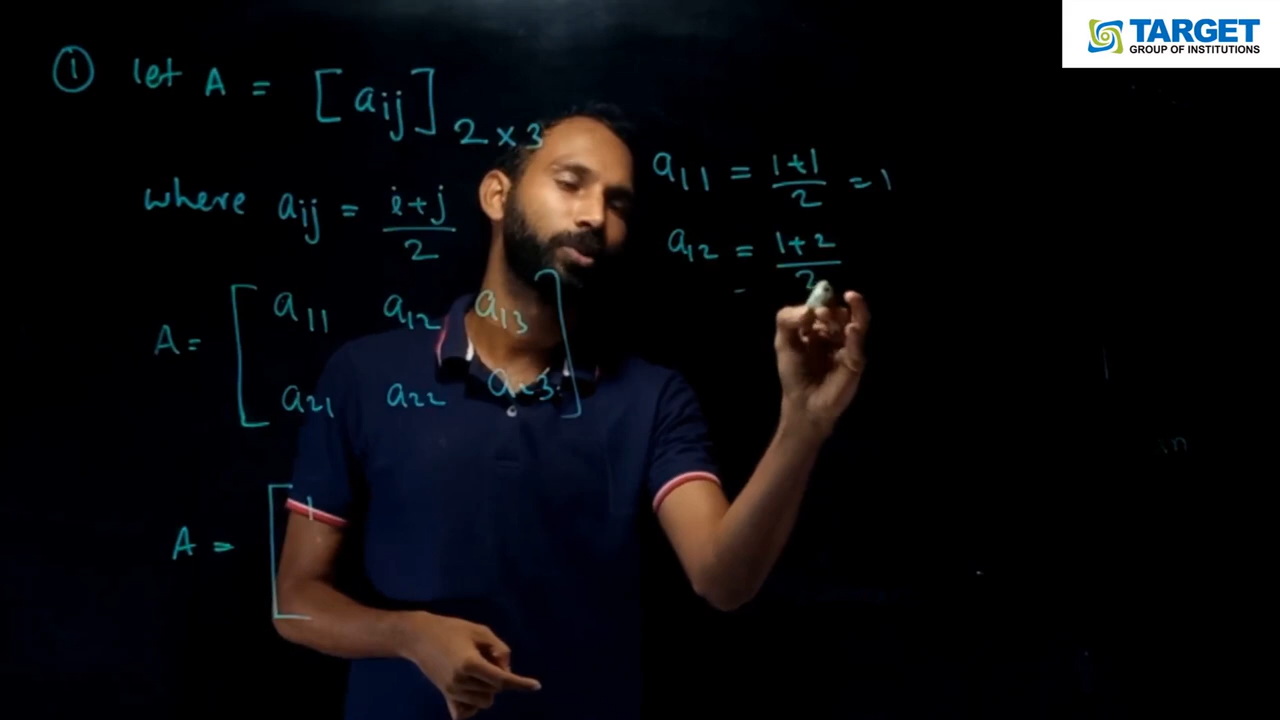 TARGET
GROUP OF INSTITUTIONS
① let A = [aij] 2×3
where aij = i+j/2
A = [a11 a12 a13
a21 a22 a23]
A = [1
a11 = 1+1/2 = 1
a12 = 1+2/2
=